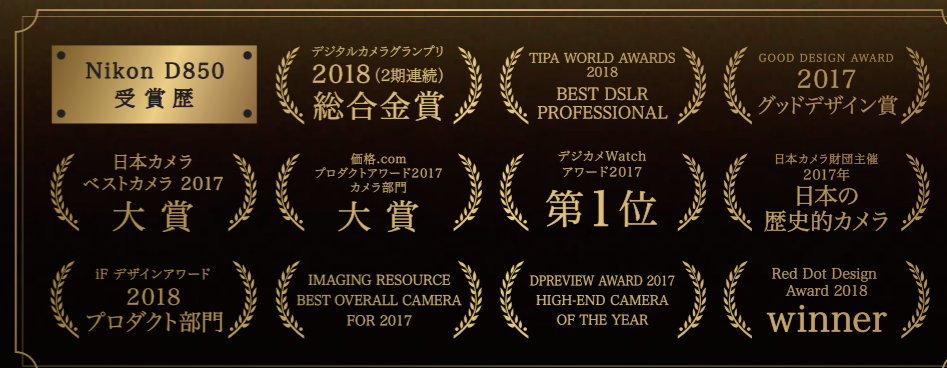 Nikon D850
受賞歴
デジタルカメラグランプリ
2018 (2期連続)
総合金賞
TIPA WORLD AWARDS
2018
BEST DSLR
PROFESSIONAL
GOOD DESIGN AWARD
2017
グッドデザイン賞
日本カメラ
ベストカメラ 2017
大賞
価格.com
プロダクトアワード2017
カメラ部門
大賞
デジカメWatch
アワード2017
第1位
日本カメラ財団主催
2017年
日本の
歴史的カメラ
iF デザインアワード
2018
プロダクト部門
IMAGING RESOURCE
BEST OVERALL CAMERA
FOR 2017
DPREVIEW AWARD 2017
HIGH-END CAMERA
OF THE YEAR
Red Dot Design
Award 2018
winner